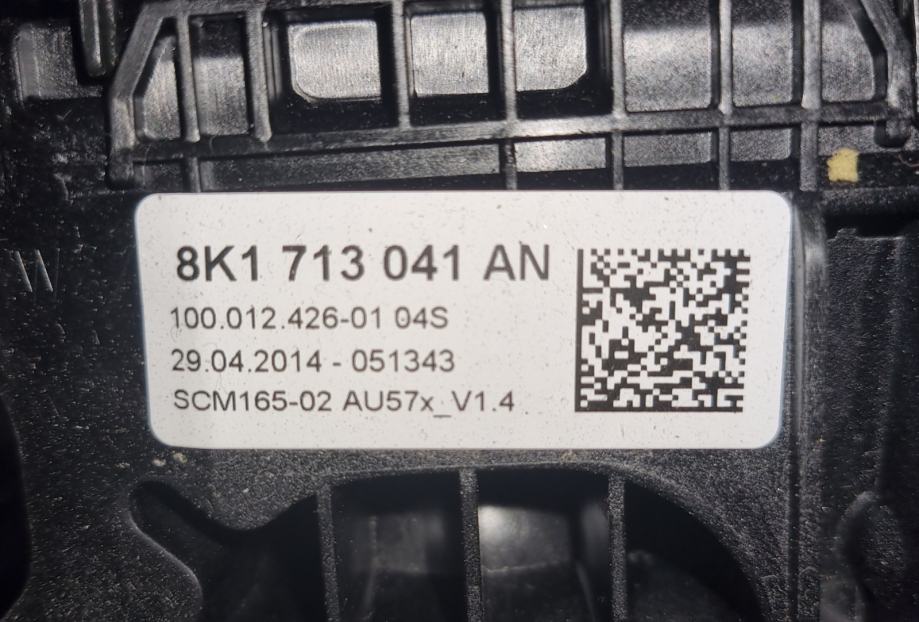 8K1 713 041 AN
100.012.426-01 04S
29.04.2014 - 051343
SCM165-02 AU57x_V1.4
W